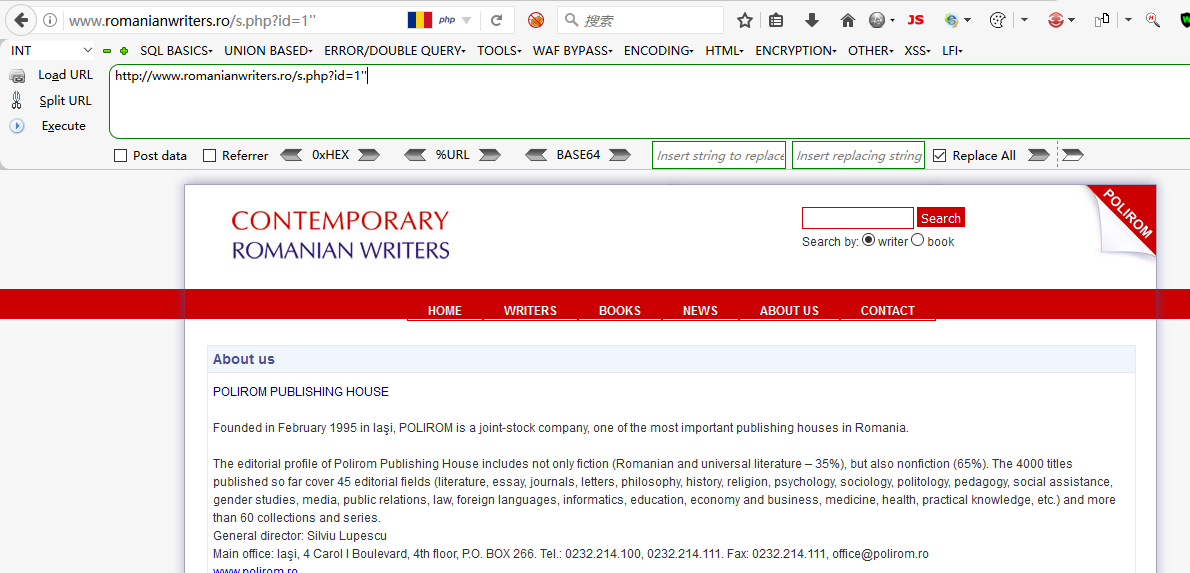 www.romanianwriters.ro/s.php?id=1''
php
搜索
JS
INT
SQL BASICS
UNION BASED
ERROR/DOUBLE QUERY
TOOLS
WAF BYPASS
ENCODING
HTML
ENCRYPTION
OTHER
XSS
LFI
Load URL
http://www.romanianwriters.ro/s.php?id=1''
Split URL
Execute
Post data
Referrer
0xHEX
%URL
BASE64
Insert string to replace
Insert replacing string
Replace All
CONTEMPORARY
ROMANIAN WRITERS
Search
Search by: writer book
POLIROM
HOME
WRITERS
BOOKS
NEWS
ABOUT US
CONTACT
About us
POLIROM PUBLISHING HOUSE
Founded in February 1995 in Iaşi, POLIROM is a joint-stock company, one of the most important publishing houses in Romania.
The editorial profile of Polirom Publishing House includes not only fiction (Romanian and universal literature – 35%), but also nonfiction (65%). The 4000 titles
published so far cover 45 editorial fields (literature, essay, journals, letters, philosophy, history, religion, psychology, sociology, politology, pedagogy, social assistance,
gender studies, media, public relations, law, foreign languages, informatics, education, economy and business, medicine, health, practical knowledge, etc.) and more
than 60 collections and series.
General director: Silviu Lupescu
Main office: Iaşi, 4 Carol I Boulevard, 4th floor, P.O. BOX 266. Tel.: 0232.214.100, 0232.214.111. Fax: 0232.214.111, office@polirom.ro
www.polirom.ro